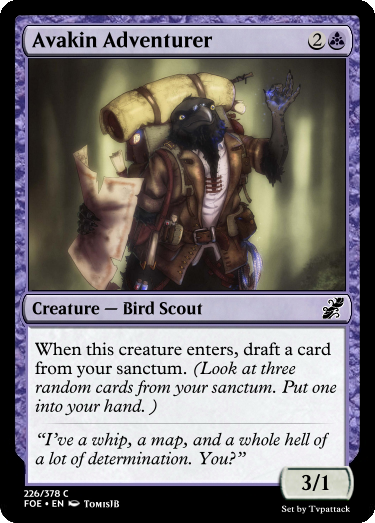 Avakin Adventurer
2
Creature — Bird Scout
When this creature enters, draft a card
from your sanctum. (Look at three
random cards from your sanctum. Put one
into your hand. )
“I’ve a whip, a map, and a whole hell of
a lot of determination. You?”
3/1
226/378 C
FOE • EN TomisJB
Set by Tvpattack